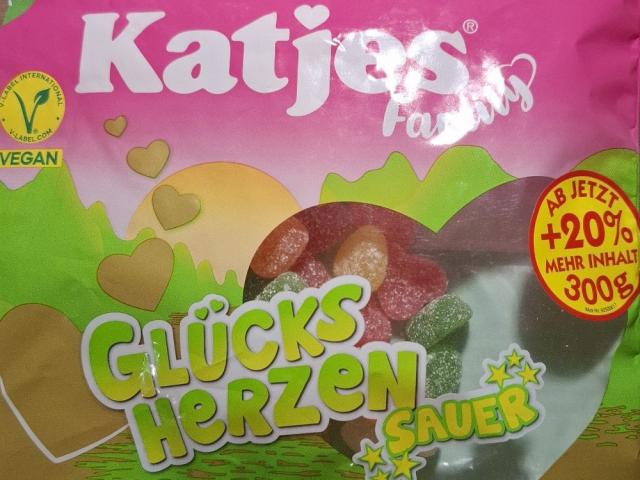 Katjes®
Family
V-LABEL INTERNATIONAL
V-LABEL.COM
VEGAN
AB JETZT
+20%
MEHR INHALT
300g
GLÜCKS
HERZEN
SAUER